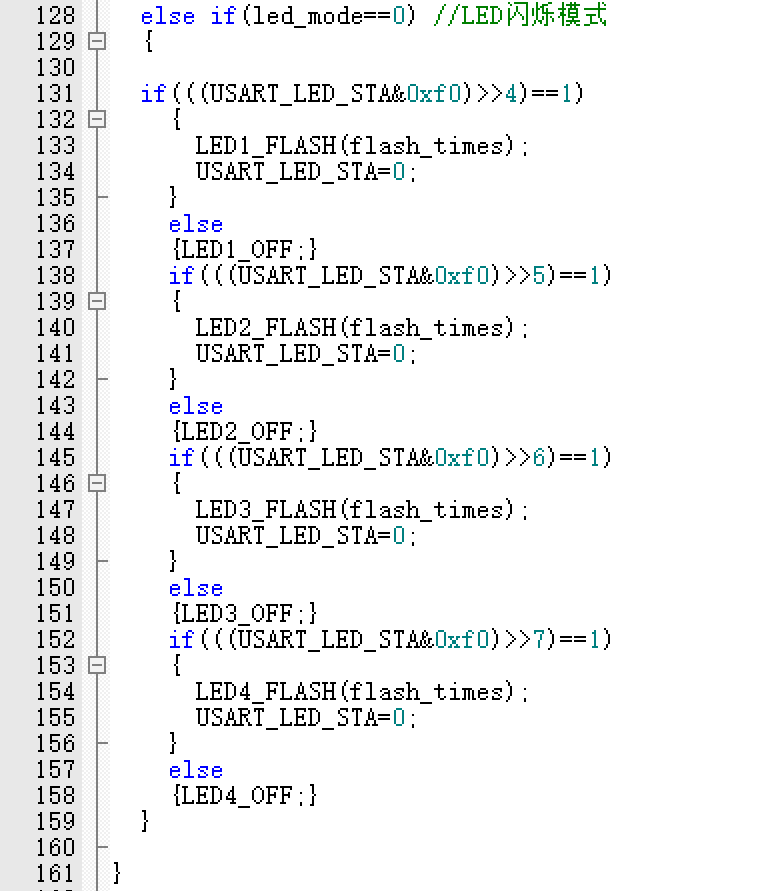 128 else if(led_mode==0) //LED闪烁模式
129 {
130
131 if(((USART_LED_STA&0xf0)>>4)==1)
132 {
133 LED1_FLASH(flash_times);
134 USART_LED_STA=0;
135 }
136 else
137 {LED1_OFF;}
138 if(((USART_LED_STA&0xf0)>>5)==1)
139 {
140 LED2_FLASH(flash_times);
141 USART_LED_STA=0;
142 }
143 else
144 {LED2_OFF;}
145 if(((USART_LED_STA&0xf0)>>6)==1)
146 {
147 LED3_FLASH(flash_times);
148 USART_LED_STA=0;
149 }
150 else
151 {LED3_OFF;}
152 if(((USART_LED_STA&0xf0)>>7)==1)
153 {
154 LED4_FLASH(flash_times);
155 USART_LED_STA=0;
156 }
157 else
158 {LED4_OFF;}
159 }
160
161 }